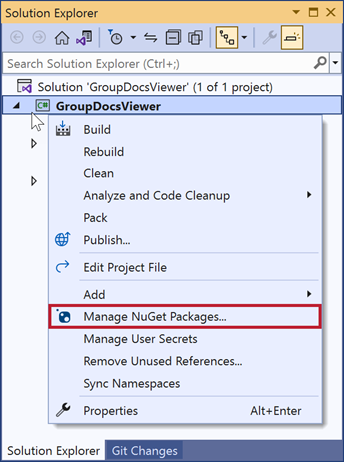 Solution Explorer
Search Solution Explorer (Ctrl+;)
Solution 'GroupDocsViewer' (1 of 1 project)
C# GroupDocsViewer
Build
Rebuild
Clean
Analyze and Code Cleanup
Pack
Publish...
Edit Project File
Add
Manage NuGet Packages...
Manage User Secrets
Remove Unused References...
Sync Namespaces
Properties Alt+Enter
Solution Explorer Git Changes